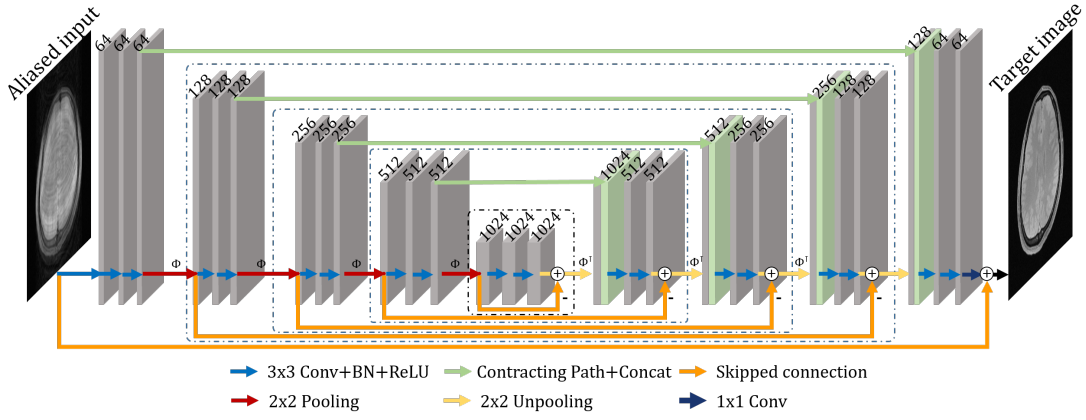 Aliased input
64 64 64
128 128 128
256 256 256
512 512 512
1024 1024 1024
1024 512 512
512 256 256
256 128 128
128 64 64
Target image
Φ Φ Φ Φ Φᵀ Φᵀ Φᵀ
+ + + + +
- - - -
3x3 Conv+BN+ReLU
Contracting Path+Concat
Skipped connection
2x2 Pooling
2x2 Unpooling
1x1 Conv